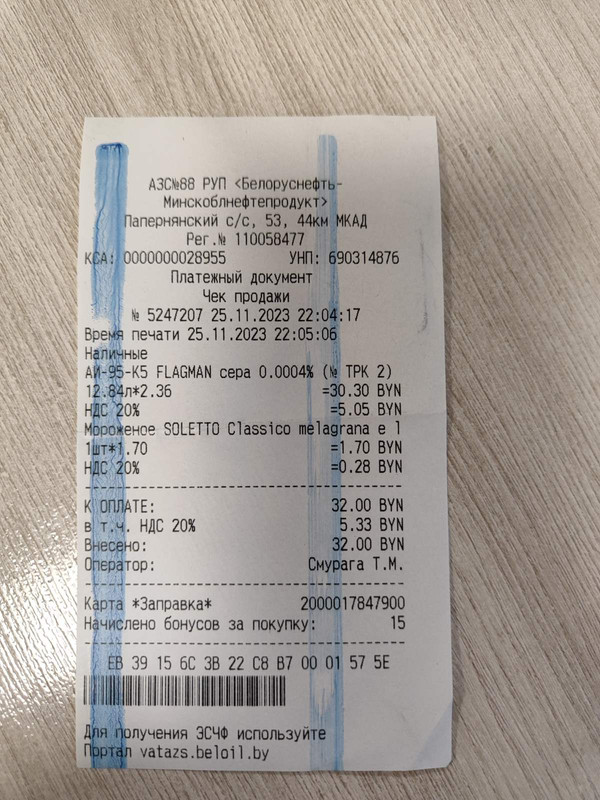 АЗС№88 РУП <Белоруснефть-
Минскоблнефтепродукт>
Папернянский с/с, 53, 44км МКАД
Рег.№ 110058477
КСА: 0000000028955 УНП: 690314876
Платежный документ
Чек продажи
№ 5247207 25.11.2023 22:04:17
Время печати 25.11.2023 22:05:06
Наличные
АИ-95-К5 FLAGMAN сера 0.0004% (№ ТРК 2)
12.84л*2.36 =30.30 BYN
НДС 20% =5.05 BYN
Мороженое SOLETTO Classico melagrana e l
1шт*1.70 =1.70 BYN
НДС 20% =0.28 BYN
К ОПЛАТЕ: 32.00 BYN
в т.ч. НДС 20% 5.33 BYN
Внесено: 32.00 BYN
Оператор: Смурага Т.М.
Карта *Заправка* 2000017847900
Начислено бонусов за покупку: 15
EB 39 15 6C 3B 22 C8 B7 00 01 57 5E
Для получения ЭСЧФ используйте
Портал vatazs.beloil.by